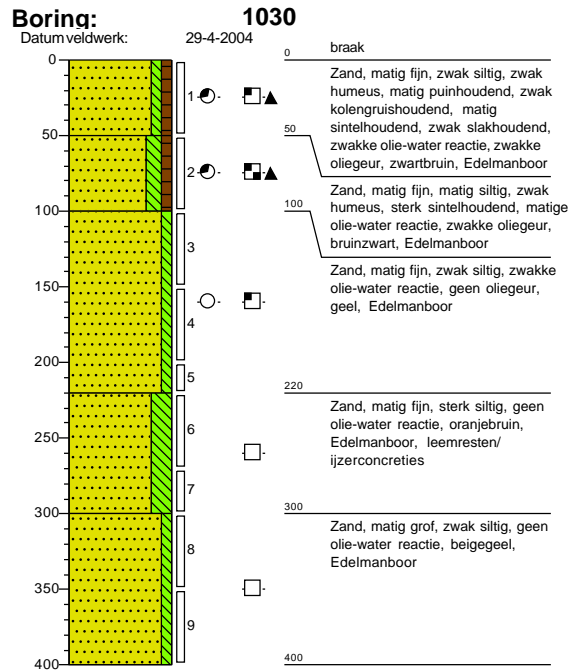 Boring: 1030
Datum veldwerk: 29-4-2004
0
50
100
150
200
250
300
350
400
1
2
3
4
5
6
7
8
9
0
braak
Zand, matig fijn, zwak siltig, zwak
humeus, matig puinhoudend, zwak
kolengruishoudend, matig
sintelhoudend, zwak slakhoudend,
zwakke olie-water reactie, zwakke
oliegeur, zwartbruin, Edelmanboor
50
Zand, matig fijn, matig siltig, zwak
humeus, sterk sintelhoudend, matige
olie-water reactie, zwakke oliegeur,
bruinzwart, Edelmanboor
100
Zand, matig fijn, zwak siltig, zwakke
olie-water reactie, geen oliegeur,
geel, Edelmanboor
220
Zand, matig fijn, sterk siltig, geen
olie-water reactie, oranjebruin,
Edelmanboor, leemresten/
ijzerconcreties
300
Zand, matig grof, zwak siltig, geen
olie-water reactie, beigegeel,
Edelmanboor
400